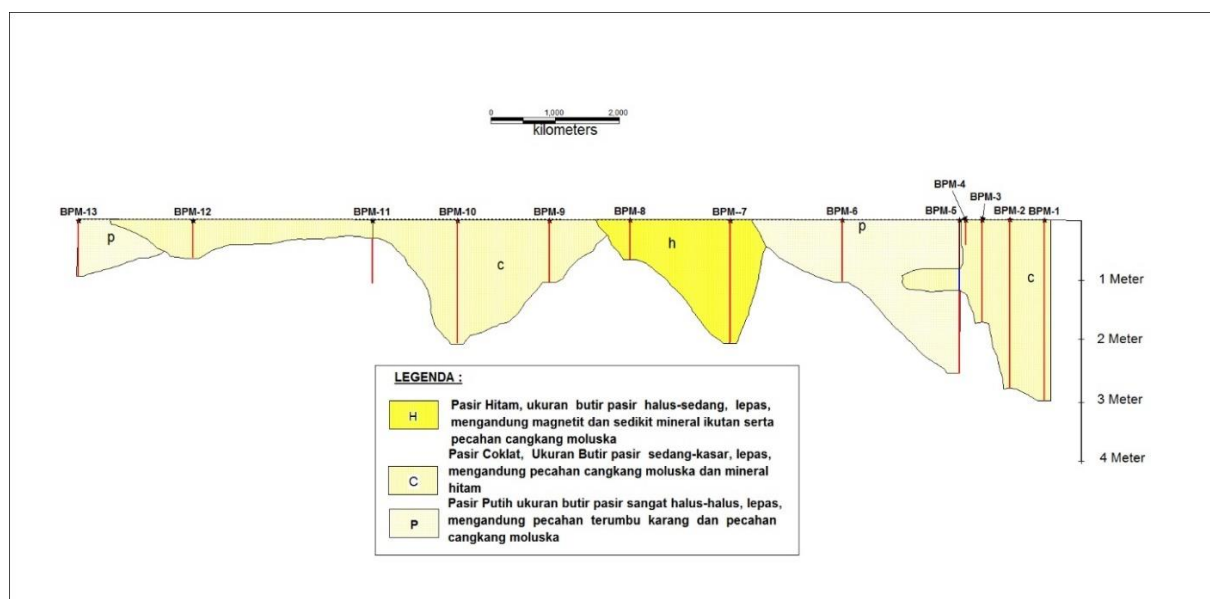 0 1,000 2,000
kilometers
BPM-4
BPM-3
BPM-13 BPM-12 BPM-11 BPM-10 BPM-9 BPM-8 BPM--7 BPM-6 BPM-5 BPM-2 BPM-1
p
p
h
c
c
1 Meter
2 Meter
3 Meter
4 Meter
LEGENDA :
H
Pasir Hitam, ukuran butir pasir halus-sedang, lepas,
mengandung magnetit dan sedikit mineral ikutan serta
pecahan cangkang moluska
C
Pasir Coklat, Ukuran Butir pasir sedang-kasar, lepas,
mengandung pecahan cangkang moluska dan mineral
hitam
P
Pasir Putih ukuran butir pasir sangat halus-halus, lepas,
mengandung pecahan terumbu karang dan pecahan
cangkang moluska